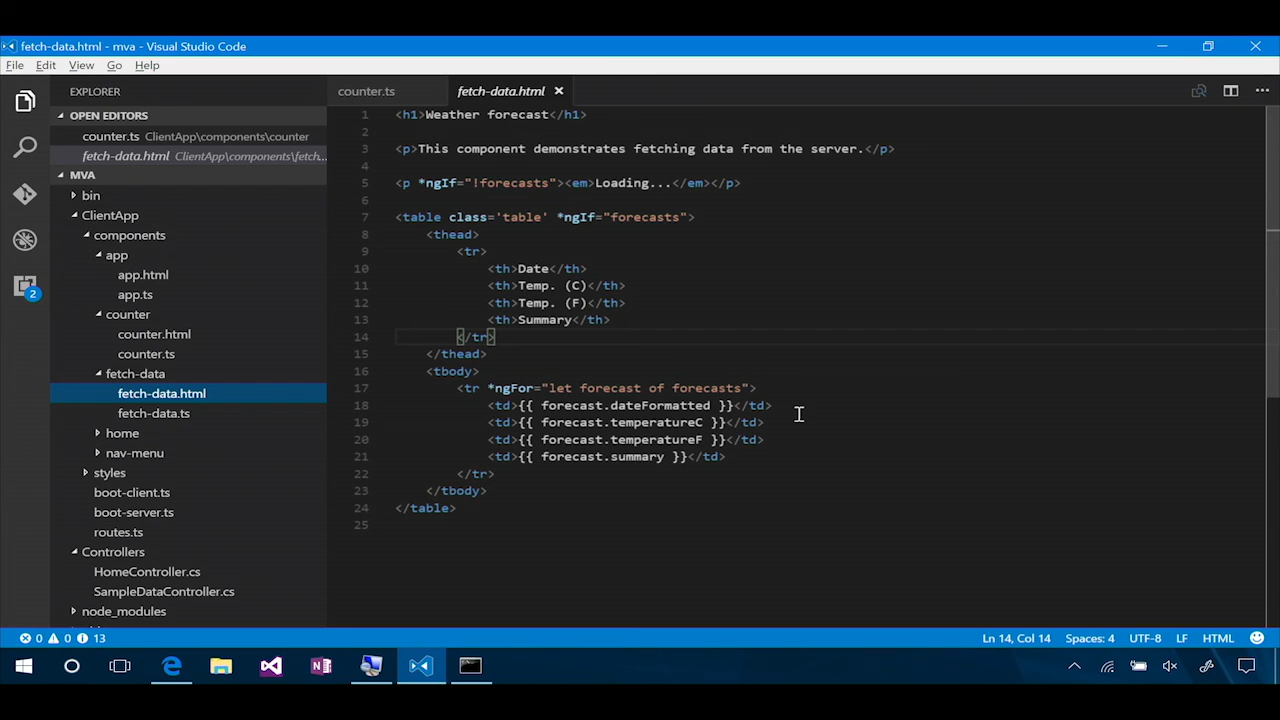 fetch-data.html - mva - Visual Studio Code
File Edit View Go Help
EXPLORER
OPEN EDITORS
counter.ts ClientApp\components\counter
fetch-data.html ClientApp\components\fetch...
MVA
bin
ClientApp
components
app
app.html
app.ts
counter
counter.html
counter.ts
fetch-data
fetch-data.html
fetch-data.ts
home
nav-menu
styles
boot-client.ts
boot-server.ts
routes.ts
Controllers
HomeController.cs
SampleDataController.cs
node_modules
2
counter.ts fetch-data.html
1 <h1>Weather forecast</h1>
2
3 <p>This component demonstrates fetching data from the server.</p>
4
5 <p *ngIf="!forecasts"><em>Loading...</em></p>
6
7 <table class='table' *ngIf="forecasts">
8 <thead>
9 <tr>
10 <th>Date</th>
11 <th>Temp. (C)</th>
12 <th>Temp. (F)</th>
13 <th>Summary</th>
14 </tr>
15 </thead>
16 <tbody>
17 <tr *ngFor="let forecast of forecasts">
18 <td>{{ forecast.dateFormatted }}</td>
19 <td>{{ forecast.temperatureC }}</td>
20 <td>{{ forecast.temperatureF }}</td>
21 <td>{{ forecast.summary }}</td>
22 </tr>
23 </tbody>
24 </table>
25
0 0 13 Ln 14, Col 14 Spaces: 4 UTF-8 LF HTML